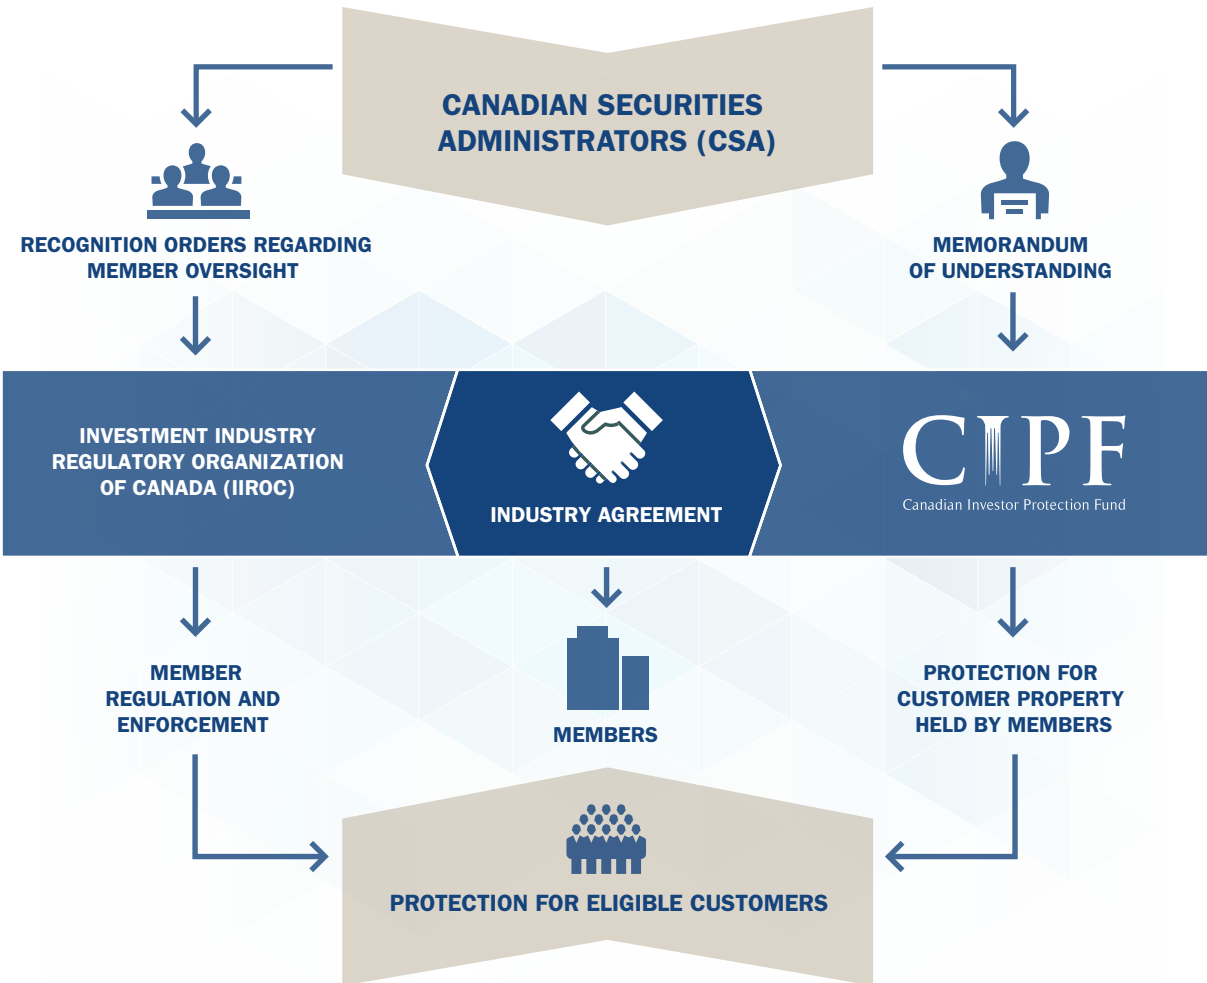 CANADIAN SECURITIES
ADMINISTRATORS (CSA)
RECOGNITION ORDERS REGARDING
MEMBER OVERSIGHT
MEMORANDUM
OF UNDERSTANDING
INVESTMENT INDUSTRY
REGULATORY ORGANIZATION
OF CANADA (IIROC)
INDUSTRY AGREEMENT
CIPF
Canadian Investor Protection Fund
MEMBER
REGULATION AND
ENFORCEMENT
MEMBERS
PROTECTION FOR
CUSTOMER PROPERTY
HELD BY MEMBERS
PROTECTION FOR ELIGIBLE CUSTOMERS